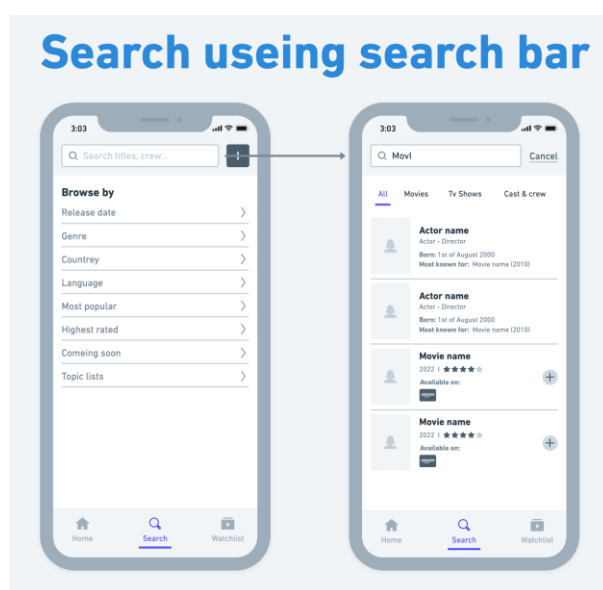 Search useing search bar
3:03
Search titles, crew...
Browse by
Release date
Genre
Countrey
Language
Most popular
Highest rated
Comeing soon
Topic lists
Home
Search
Watchlist
3:03
Movl
Cancel
All Movies Tv Shows Cast & crew
Actor name
Actor - Director
Born: 1st of August 2000
Most known for: Movie name (2010)
Actor name
Actor - Director
Born: 1st of August 2000
Most known for: Movie name (2010)
Movie name
2022 | ★★★★☆
Available on:
amazon
Movie name
2022 | ★★★★☆
Available on:
amazon
Home
Search
Watchlist